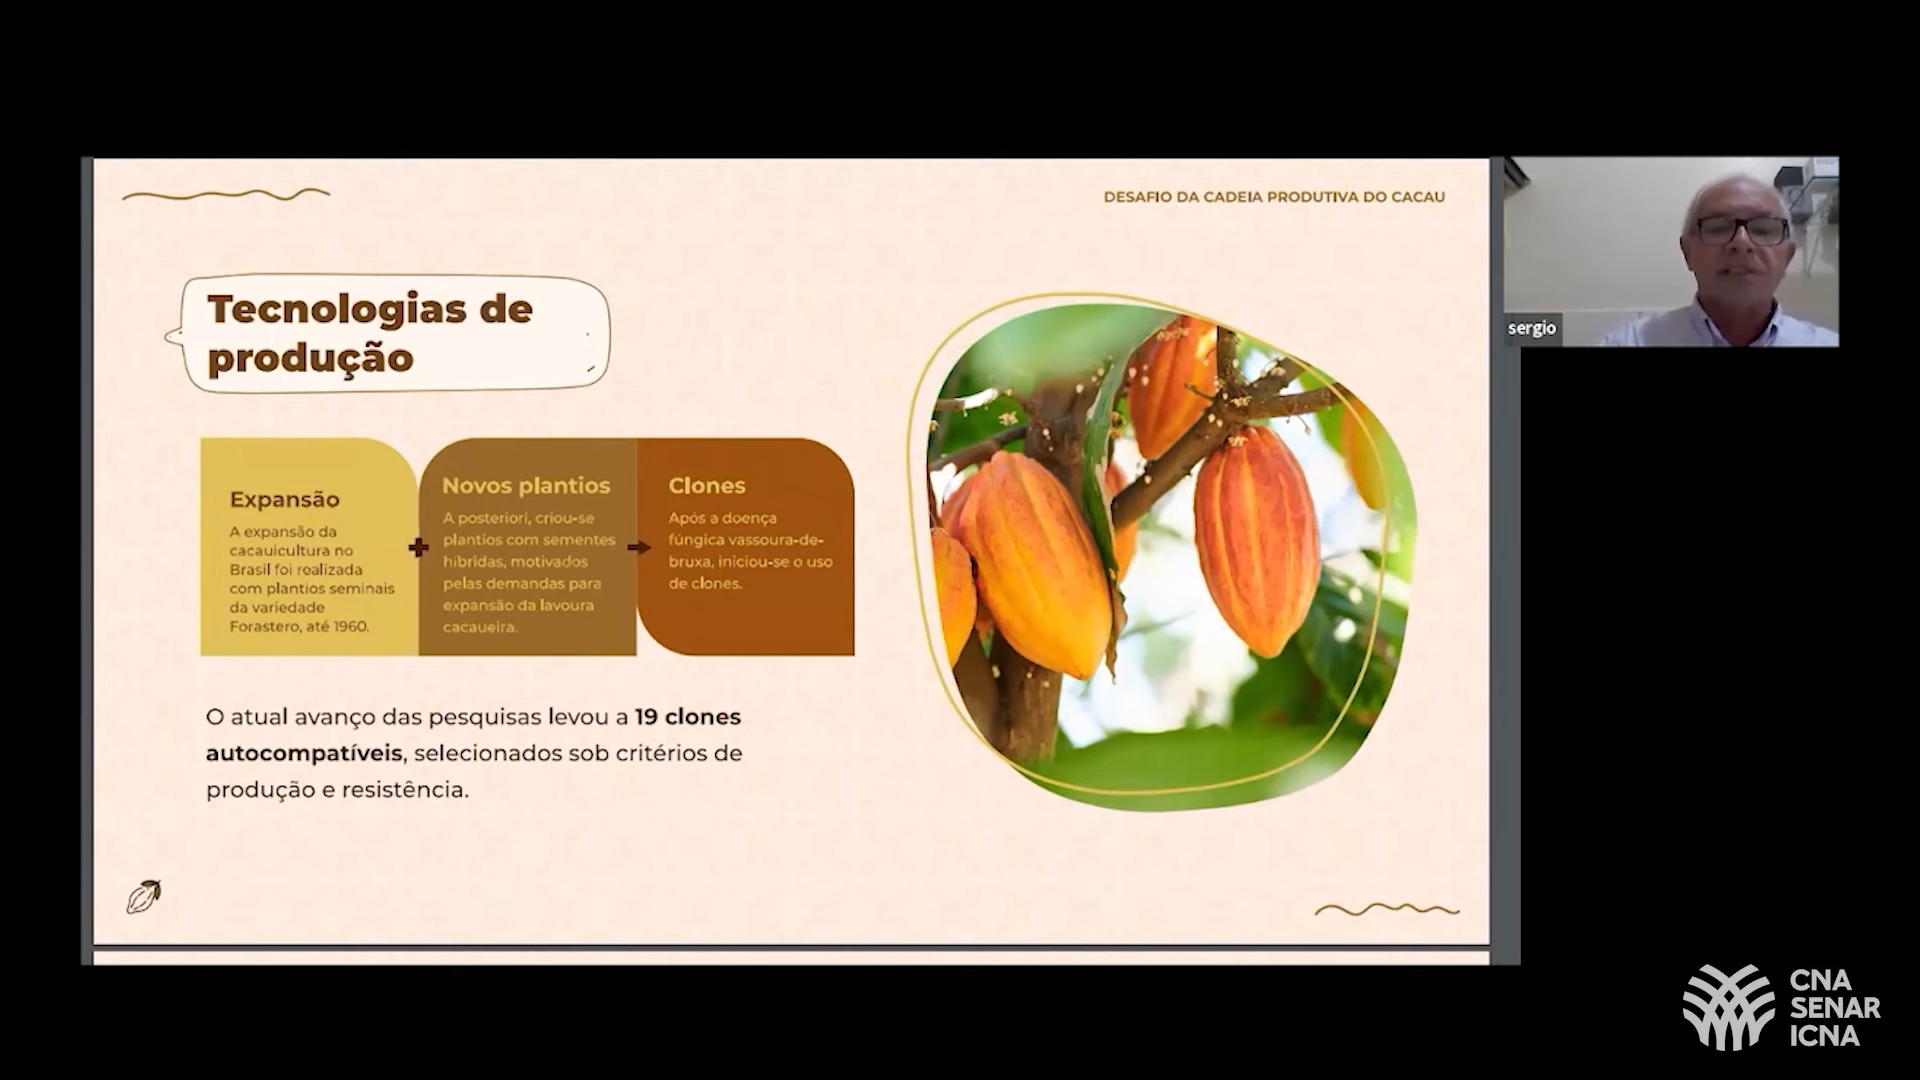 DESAFIO DA CADEIA PRODUTIVA DO CACAU
Tecnologias de
produção
Expansão
A expansão da
cacauicultura no
Brasil foi realizada
com plantios seminais
da variedade
Forastero, até 1960.
Novos plantios
A posteriori, criou-se
plantios com sementes
híbridas, motivados
pelas demandas para
expansão da lavoura
cacaueira.
Clones
Após a doença
fúngica vassoura-de-
bruxa, iniciou-se o uso
de clones.
O atual avanço das pesquisas levou a 19 clones
autocompatíveis, selecionados sob critérios de
produção e resistência.
sergio
CNA
SENAR
ICNA